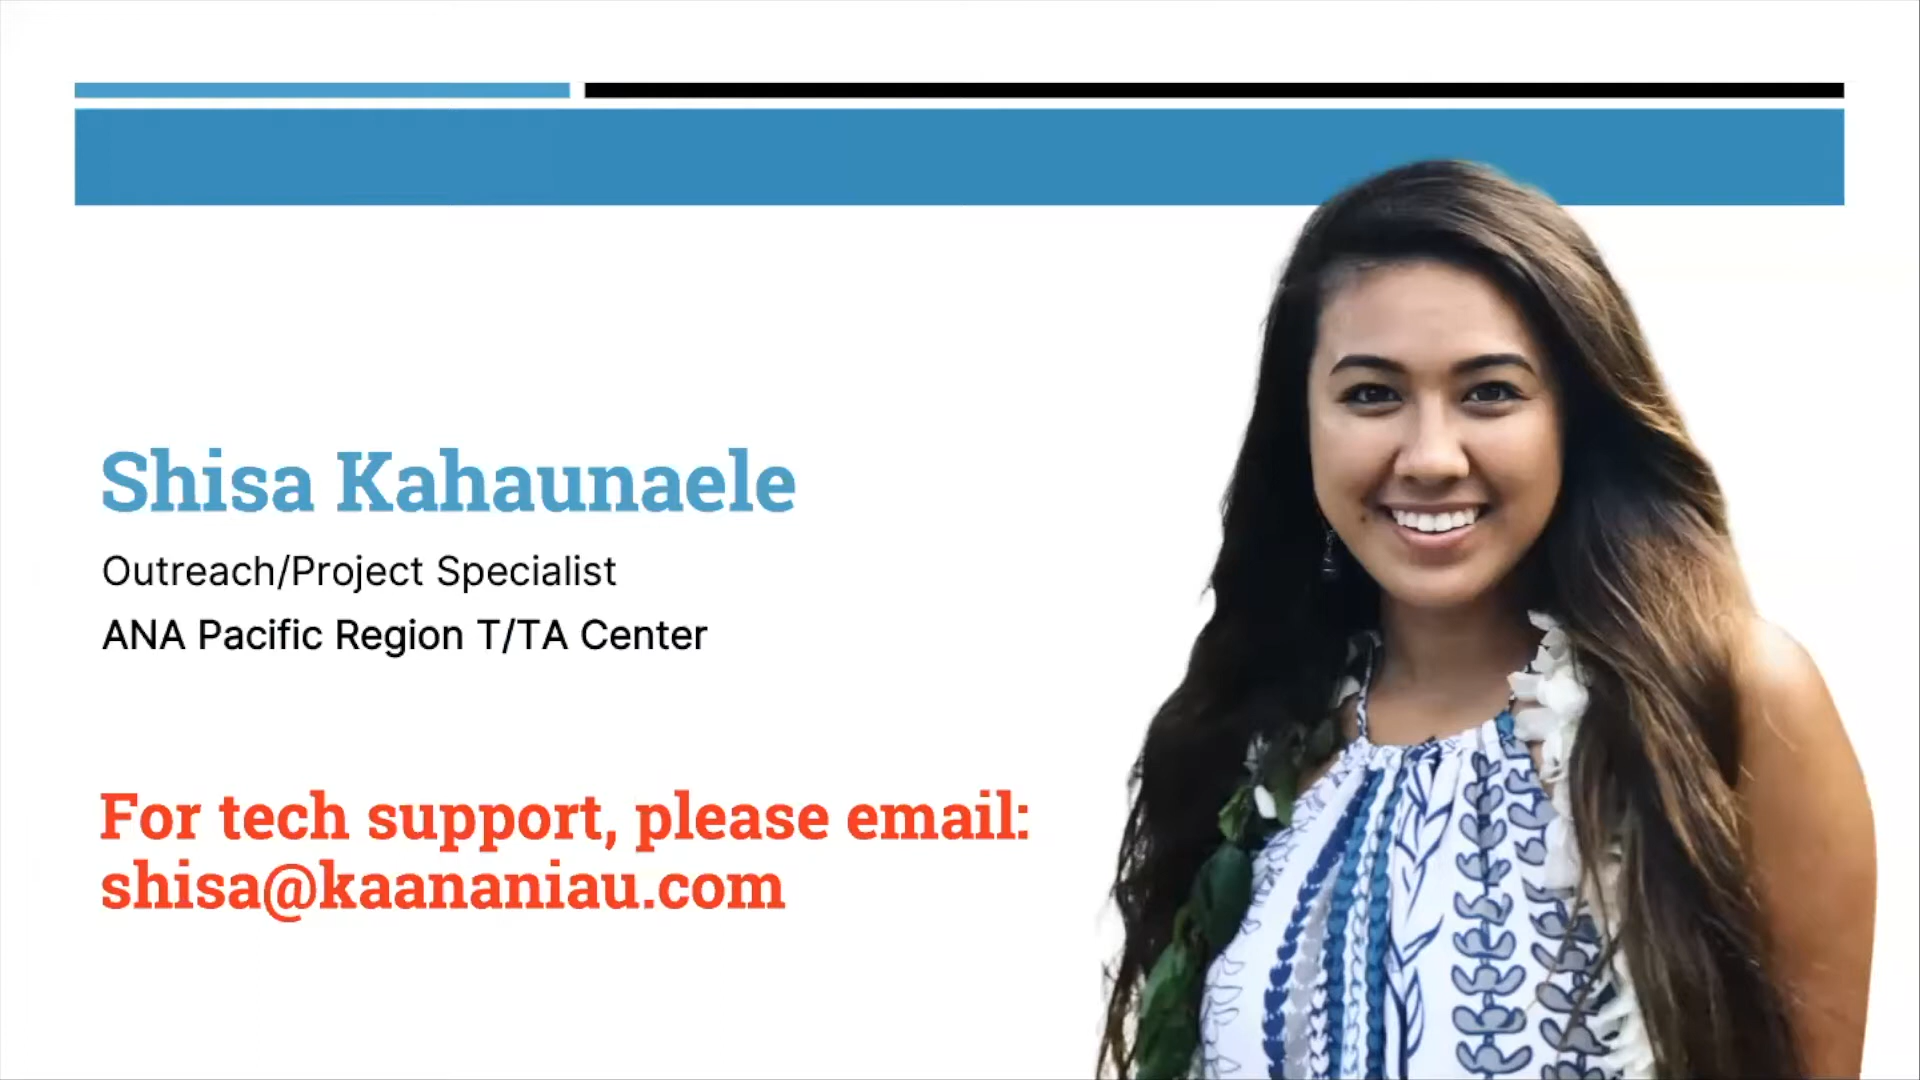 Shisa Kahaunaele
Outreach/Project Specialist
ANA Pacific Region T/TA Center
For tech support, please email:
shisa@kaananiau.com